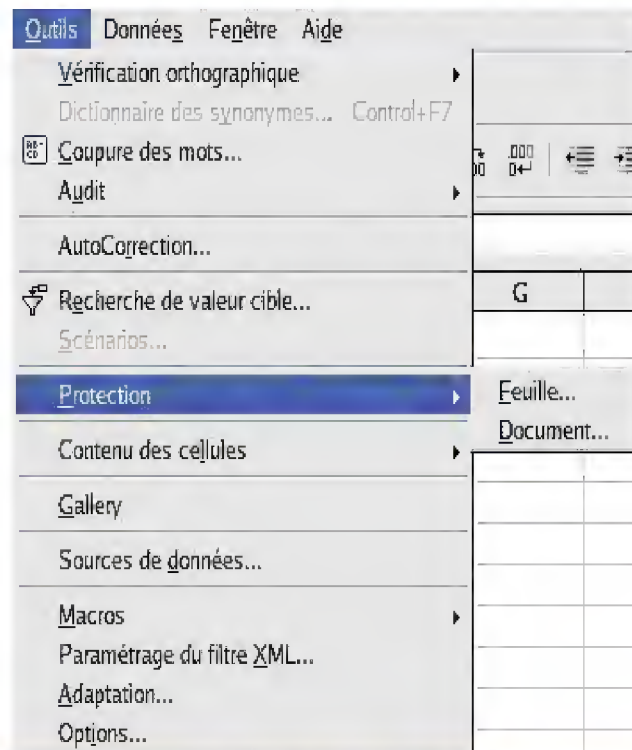 Outils Données Fenêtre Aide
Vérification orthographique
Dictionnaire des synonymes... Control+F7
Coupure des mots...
Audit
AutoCorrection...
Recherche de valeur cible...
Scénarios...
Protection
Contenu des cellules
Gallery
Sources de données...
Macros
Paramétrage du filtre XML...
Adaptation...
Options...
G
Feuille...
Document...